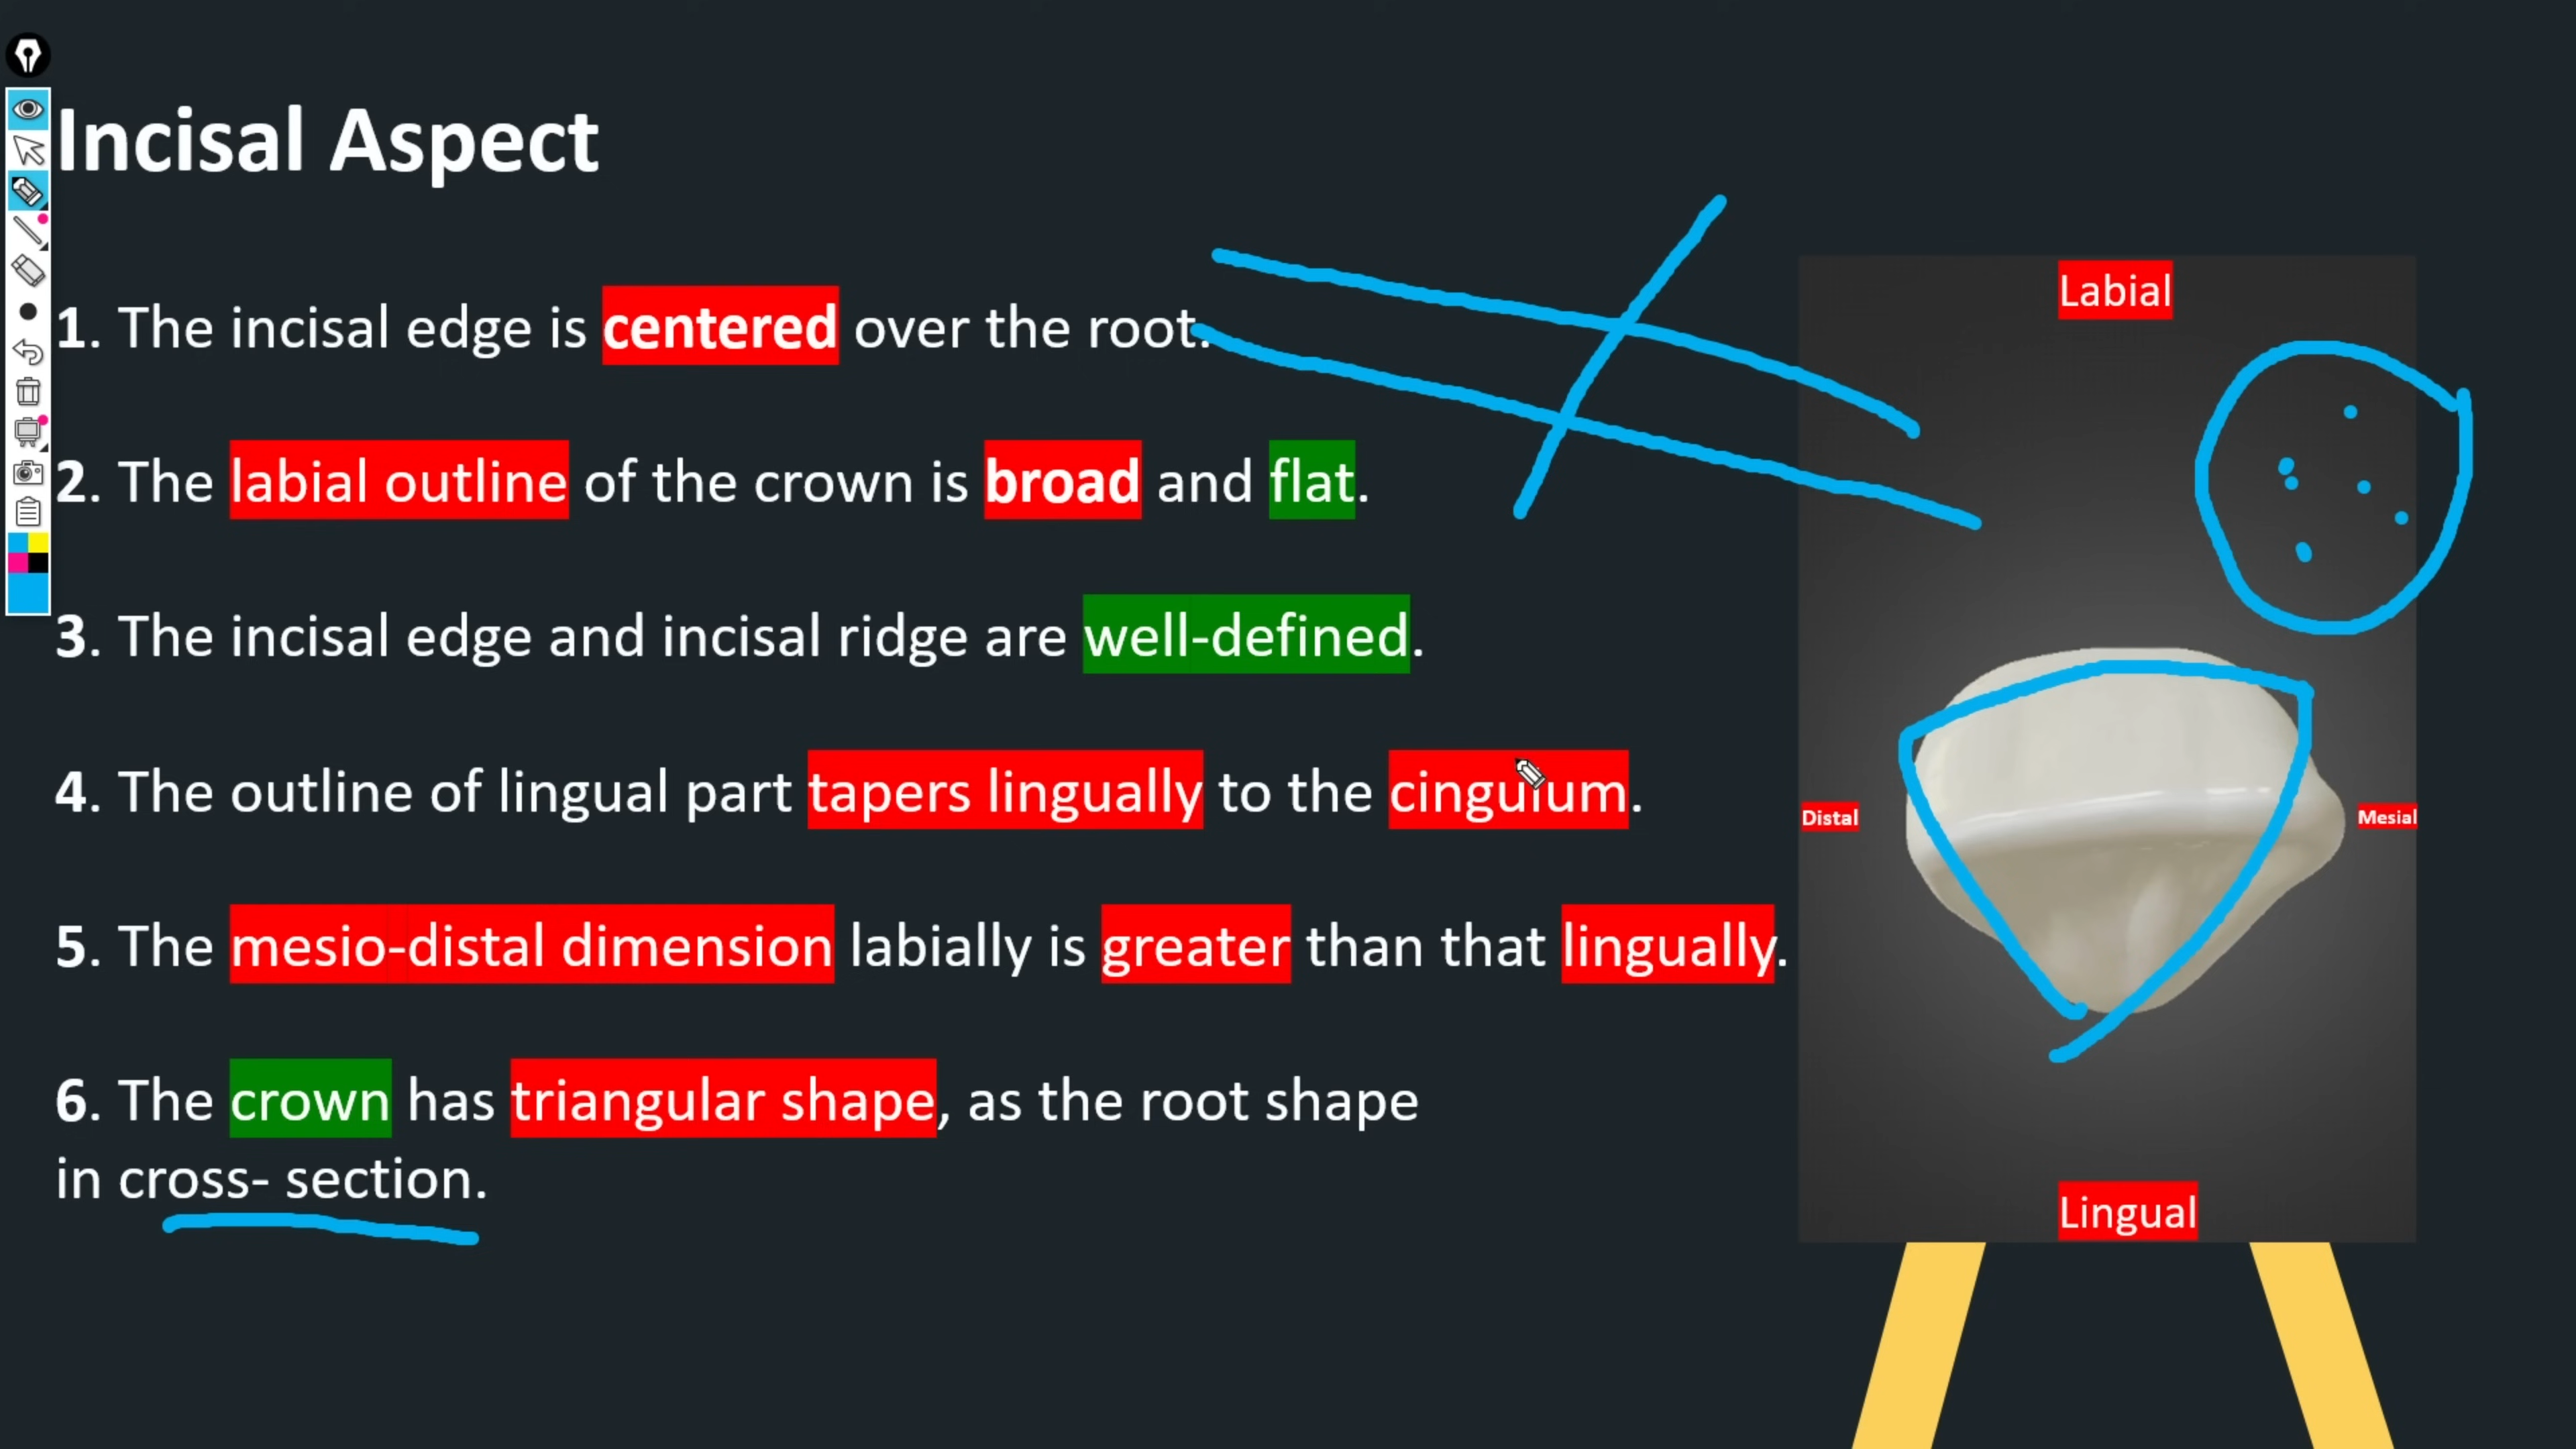 Incisal Aspect
1. The incisal edge is centered over the root.
2. The labial outline of the crown is broad and flat.
3. The incisal edge and incisal ridge are well-defined.
4. The outline of lingual part tapers lingually to the cingulum.
5. The mesio-distal dimension labially is greater than that lingually.
6. The crown has triangular shape, as the root shape
in cross- section.
Labial
Distal
Mesial
Lingual